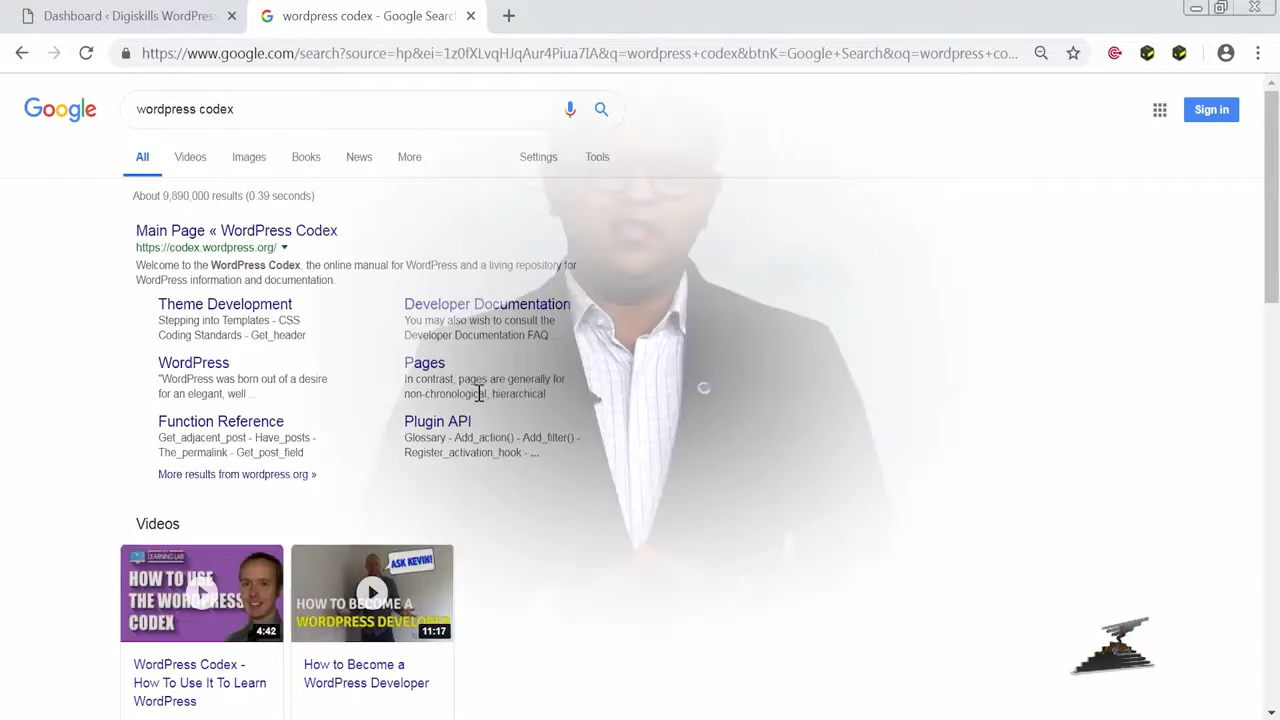 Dashboard ‹ Digiskills WordPress
wordpress codex - Google Search
https://www.google.com/search?source=hp&ei=1z0fXLvqHJqAur4Piua7IA&q=wordpress+codex&btnK=Google+Search&oq=wordpress+co...
Google
wordpress codex
Sign in
All
Videos
Images
Books
News
More
Settings
Tools
About 9,890,000 results (0.39 seconds)
Main Page « WordPress Codex
https://codex.wordpress.org/
Welcome to the WordPress Codex, the online manual for WordPress and a living repository for
WordPress information and documentation.
Theme Development
Stepping into Templates - CSS
Coding Standards - Get_header
Developer Documentation
You may also wish to consult the
Developer Documentation FAQ
WordPress
"WordPress was born out of a desire
for an elegant, well ...
Pages
In contrast, pages are generally for
non-chronological, hierarchical
Function Reference
Get_adjacent_post - Have_posts -
The_permalink - Get_post_field
Plugin API
Glossary - Add_action() - Add_filter() -
Register_activation_hook - ...
More results from wordpress.org »
Videos
LEARNING LAB
HOW TO USE
THE WORDPRESS
CODEX
4:42
ASK KEVIN!
HOW TO BECOME A
WORDPRESS DEVELOPER
11:17
WordPress Codex -
How To Use It To Learn
WordPress
How to Become a
WordPress Developer